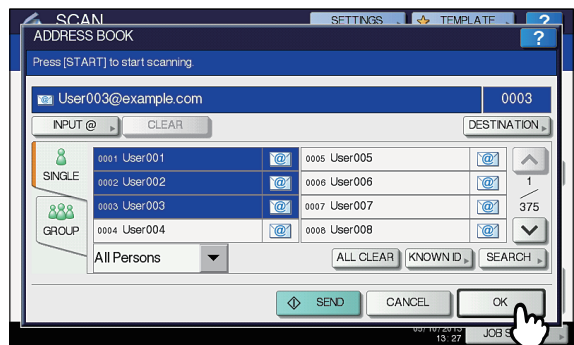 SCAN
SETTINGS
TEMPLATE
?
ADDRESS BOOK
?
Press [START] to start scanning.
User003@example.com
0003
INPUT @
CLEAR
DESTINATION
SINGLE
GROUP
0001 User001
@
0005 User005
@
0002 User002
@
0006 User006
@
0003 User003
@
0007 User007
@
0004 User004
@
0008 User008
@
1
375
All Persons
ALL CLEAR
KNOWN ID
SEARCH
SEND
CANCEL
OK
13:27
JOB S